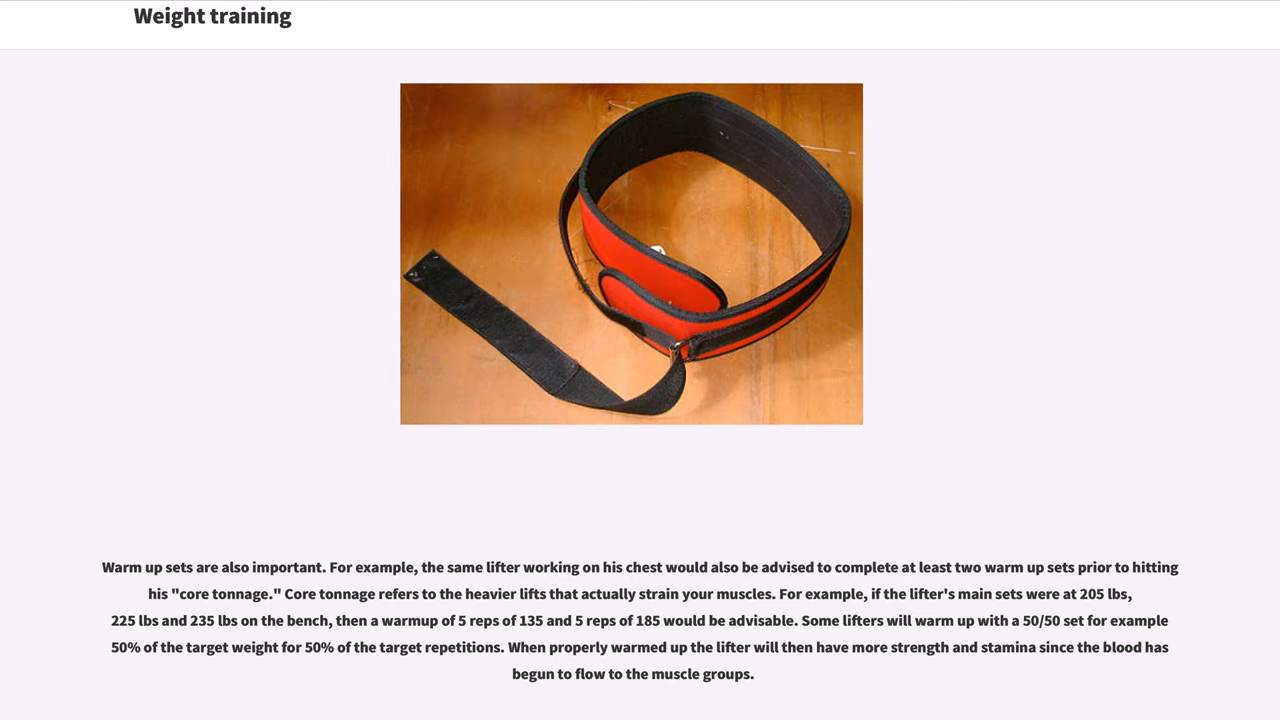 Weight training
Warm up sets are also important. For example, the same lifter working on his chest would also be advised to complete at least two warm up sets prior to hitting
his "core tonnage." Core tonnage refers to the heavier lifts that actually strain your muscles. For example, if the lifter's main sets were at 205 lbs,
225 lbs and 235 lbs on the bench, then a warmup of 5 reps of 135 and 5 reps of 185 would be advisable. Some lifters will warm up with a 50/50 set for example
50% of the target weight for 50% of the target repetitions. When properly warmed up the lifter will then have more strength and stamina since the blood has
begun to flow to the muscle groups.